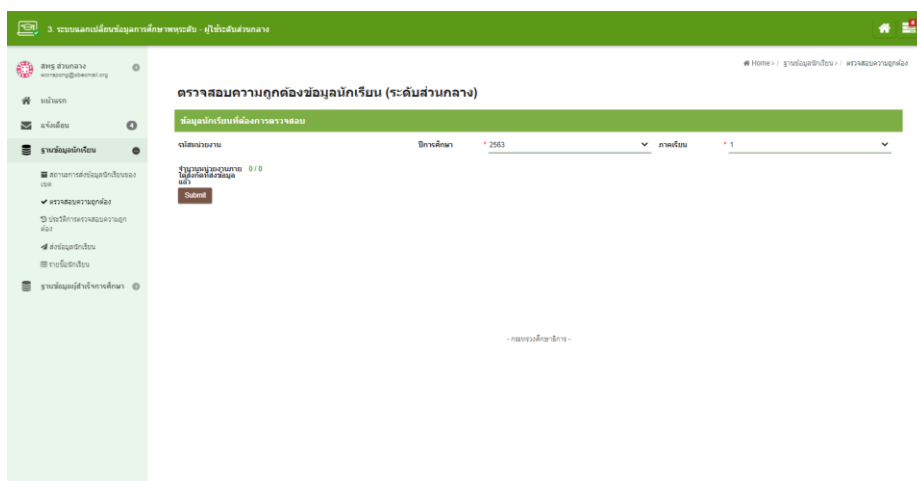 3. ระบบแลกเปลี่ยนข้อมูลการศึกษาพหุระดับ - ผู้ใช้ระดับส่วนกลาง
4
สพฐ ส่วนกลาง
Home > / ฐานข้อมูลนักเรียน > / ตรวจสอบความถูกต้อง
หน้าแรก
แจ้งเตือน 4
ฐานข้อมูลนักเรียน
สถานะการส่งข้อมูลนักเรียนของ
เขต
ตรวจสอบความถูกต้อง
ประวัติการตรวจสอบความถูก
ต้อง
ส่งข้อมูลนักเรียน
รายชื่อนักเรียน
ฐานข้อมูลผู้สำเร็จการศึกษา
ตรวจสอบความถูกต้องข้อมูลนักเรียน (ระดับส่วนกลาง)
ข้อมูลนักเรียนที่ต้องการตรวจสอบ
รหัสหน่วยงาน ปีการศึกษา * 2563 ภาคเรียน * 1
จำนวนหน่วยงานภาย 0 / 0
ใต้สังกัดที่ส่งข้อมูล
แล้ว
Submit
- กระทรวงศึกษาธิการ -